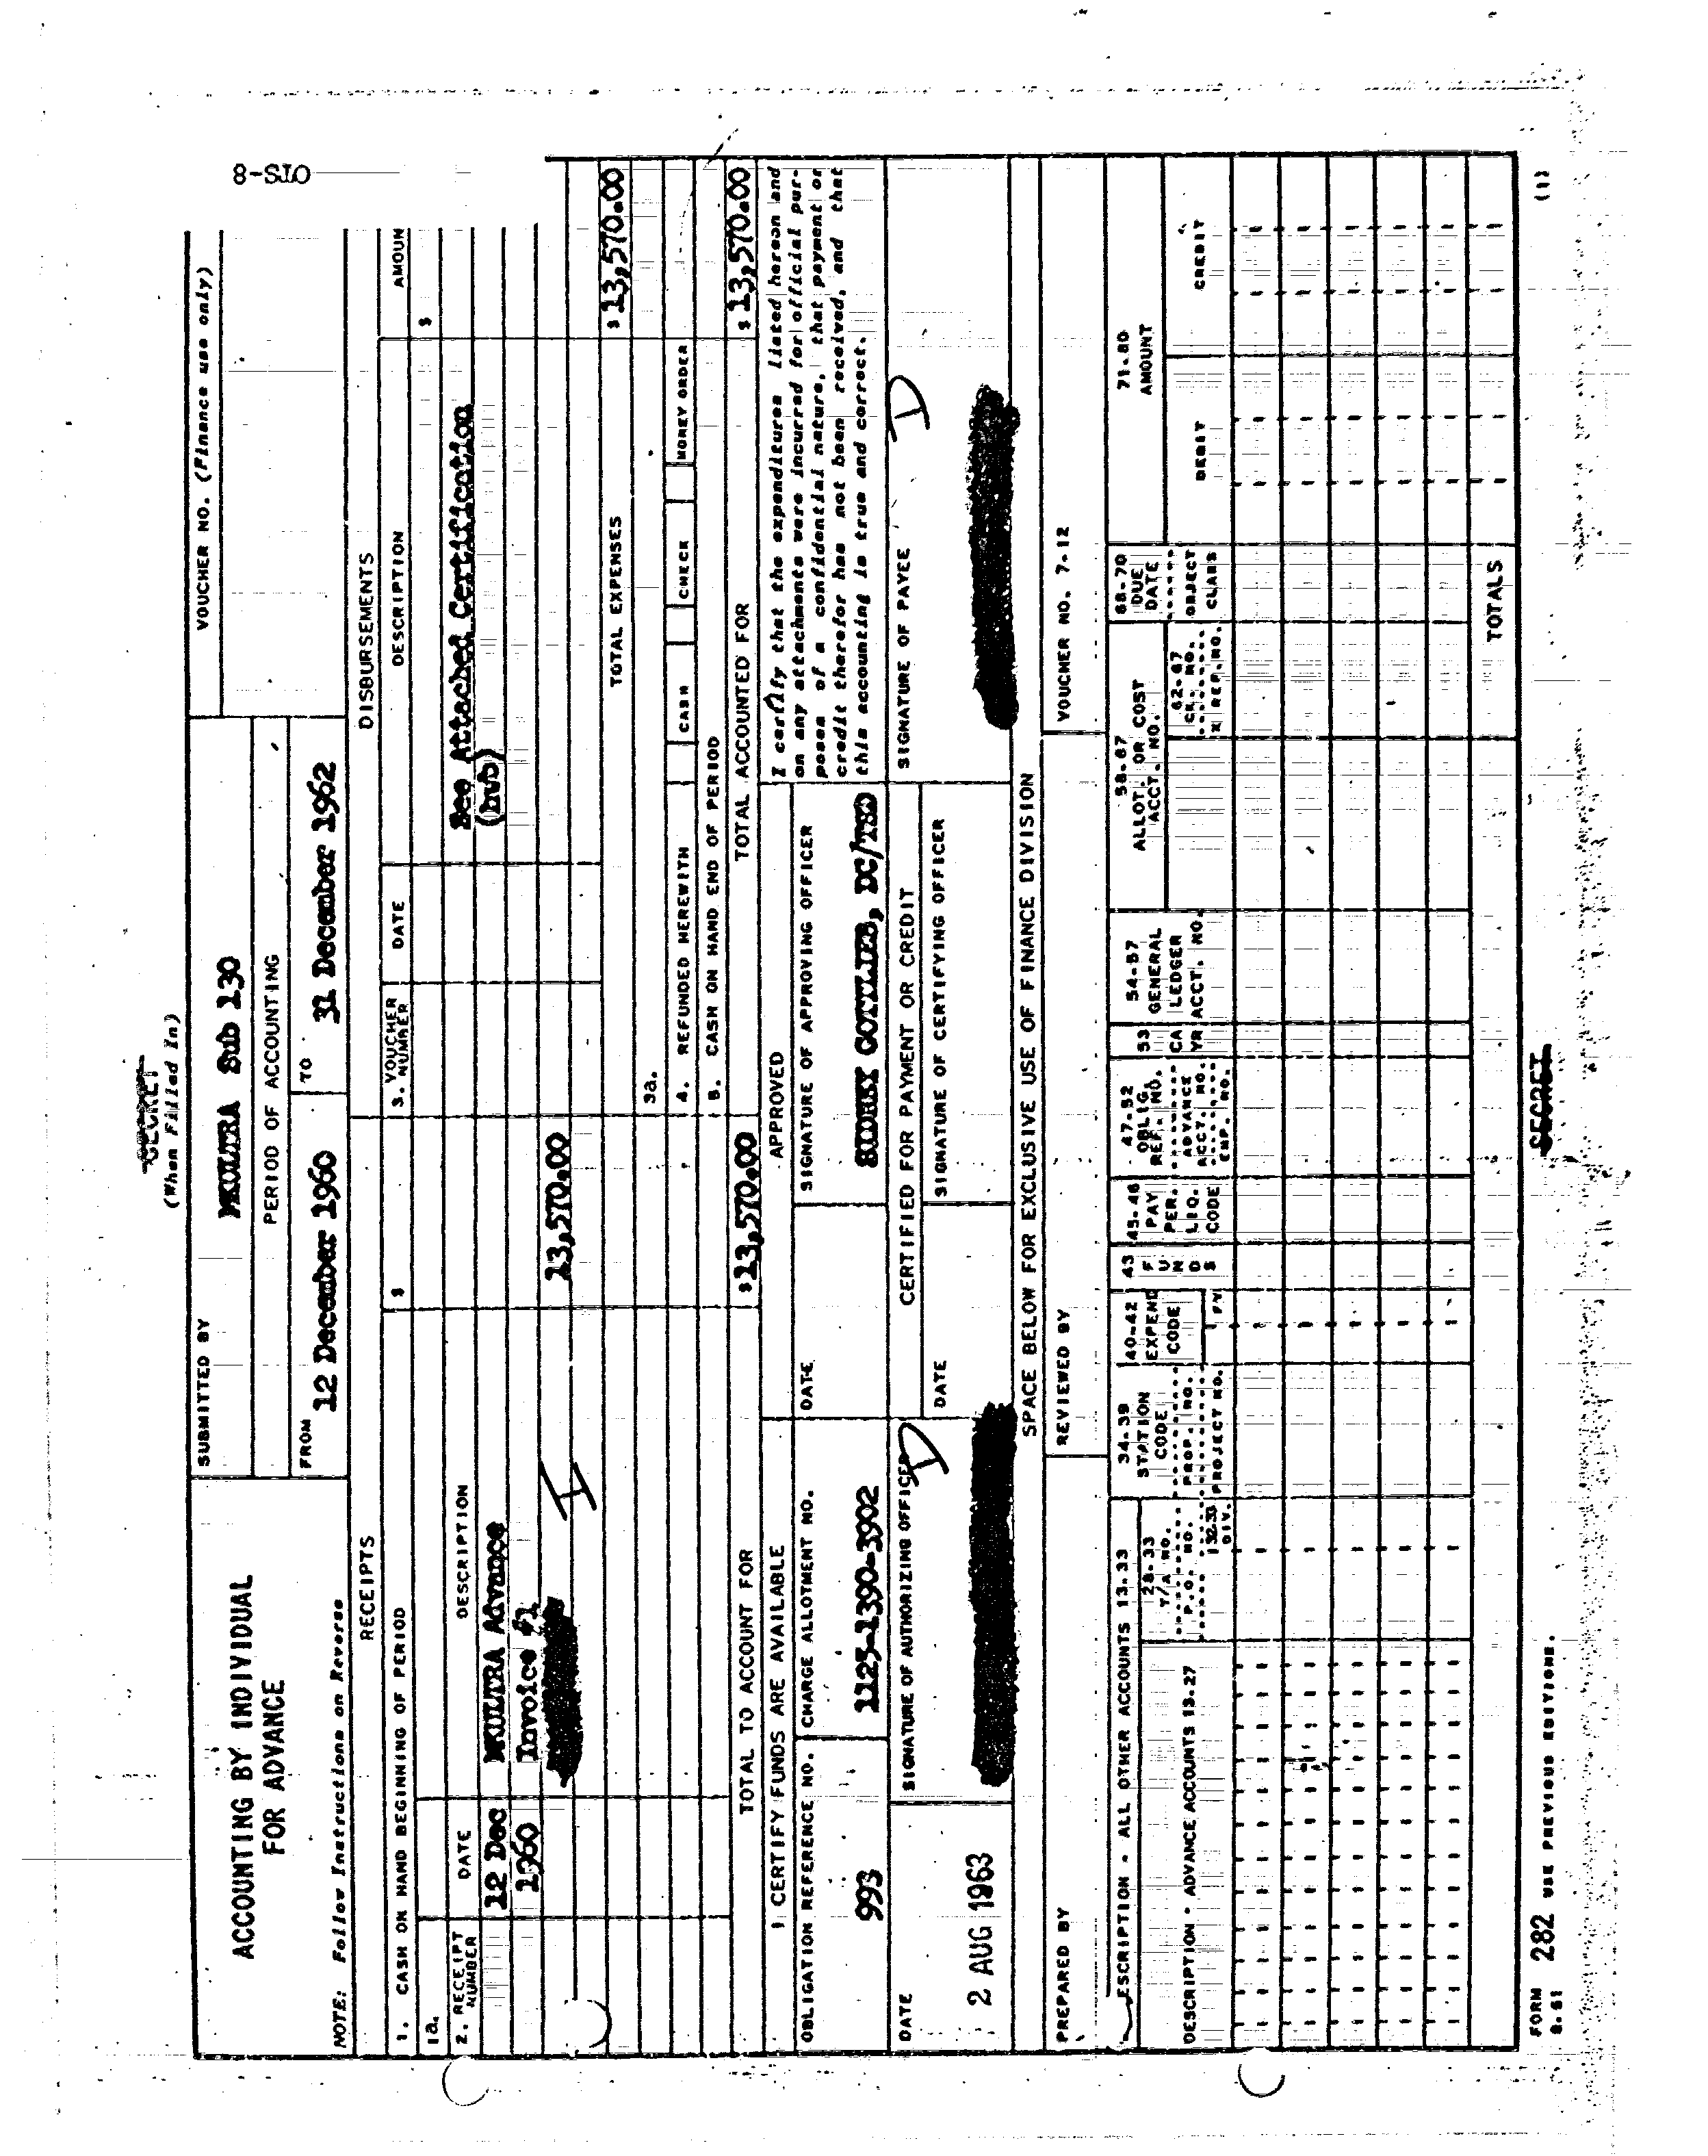 8-SJO
SECRET
(When Filled In)
ACCOUNTING BY INDIVIDUAL
FOR ADVANCE
NOTE: Follow Instructions on Reverse
SUBMITTED BY
MKULTRA Sub 130
VOUCHER NO. (Finance use only)
PERIOD OF ACCOUNTING
FROM
12 December 1960
TO
31 December 1962
RECEIPTS
DISBURSEMENTS
1. CASH ON HAND BEGINNING OF PERIOD
$
3. VOUCHER NUMBER
DATE
DESCRIPTION
AMOUN
1a.
$
2. RECEIPT NUMBER
DATE
DESCRIPTION
12 Dec
1960
MKULTRA Advance
Invoice #1
13,570.00
See Attached Certification
(hvb)
TOTAL EXPENSES
$ 13,570.00
3a.
4. A. REFUNDED HEREWITH
CASH
CHECK
MONEY ORDER
B. CASH ON HAND END OF PERIOD
TOTAL TO ACCOUNT FOR
$ 13,570.00
TOTAL ACCOUNTED FOR
$ 13,570.00
I CERTIFY FUNDS ARE AVAILABLE
APPROVED
I certify that the expenditures listed hereon and
on any attachments were incurred for official pur-
poses of a confidential nature, that payment or
credit therefor has not been received, and that
this accounting is true and correct.
OBLIGATION REFERENCE NO.
993
CHARGE ALLOTMENT NO.
1125-1390-3902
DATE
SIGNATURE OF APPROVING OFFICER
SIDNEY GOTTLIEB, DC/TSD
DATE
2 AUG 1963
SIGNATURE OF AUTHORIZING OFFICER
D
CERTIFIED FOR PAYMENT OR CREDIT
DATE
SIGNATURE OF CERTIFYING OFFICER
SIGNATURE OF PAYEE
D
SPACE BELOW FOR EXCLUSIVE USE OF FINANCE DIVISION
PREPARED BY
REVIEWED BY
VOUCHER NO. 7-12
ESCRIPTION - ALL OTHER ACCOUNTS 13-33
DESCRIPTION - ADVANCE ACCOUNTS 13-27
28-33
T/A NO.
P.O. NO.
32-33
DIV.
34-39
STATION
CODE
PROP. NO.
PROJECT NO.
40-42
EXPEND
CODE
FY
43
FUNDS
45-46
PAY
PER.
LIQ.
CODE
47-52
OBLIG.
REF. NO.
ADVANCE
ACCT. NO.
EMP. NO.
53
CA
YR
54-57
GENERAL
LEDGER
ACCT. NO.
58-67
ALLOT. OR COST
ACCT. NO.
62-67
CR. NO.
X REF. NO.
68-70
DUE
DATE
OBJECT
CLASS
71-80
AMOUNT
DEBIT
CREDIT
TOTALS
FORM
8-61
282
USE PREVIOUS EDITIONS.
SECRET
(1)